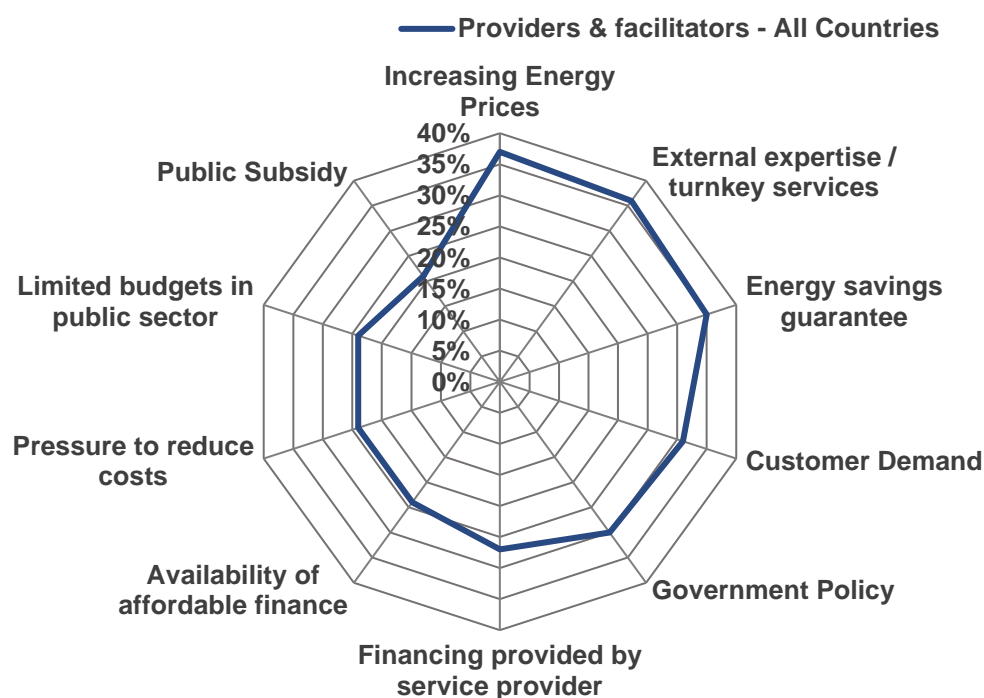 Providers & facilitators - All Countries
Increasing Energy
Prices
40%
35%
30%
25%
20%
15%
10%
5%
0%
External expertise /
turnkey services
Energy savings
guarantee
Customer Demand
Government Policy
Financing provided by
service provider
Availability of
affordable finance
Pressure to reduce
costs
Limited budgets in
public sector
Public Subsidy